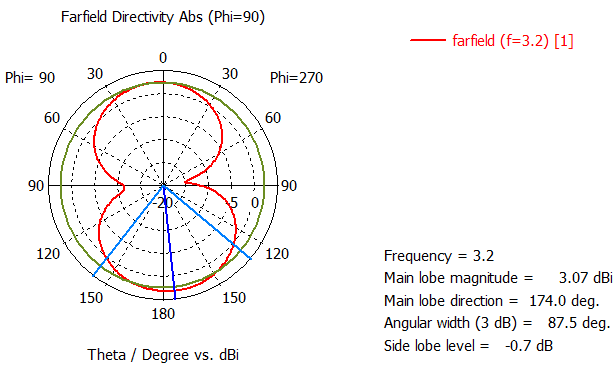 Farfield Directivity Abs (Phi=90)
farfield (f=3.2) [1]
0
30 30
Phi= 90 Phi=270
60 60
90 -20 -5 0 90
120 120
150 150
180
Frequency = 3.2
Main lobe magnitude = 3.07 dBi
Main lobe direction = 174.0 deg.
Angular width (3 dB) = 87.5 deg.
Side lobe level = -0.7 dB
Theta / Degree vs. dBi